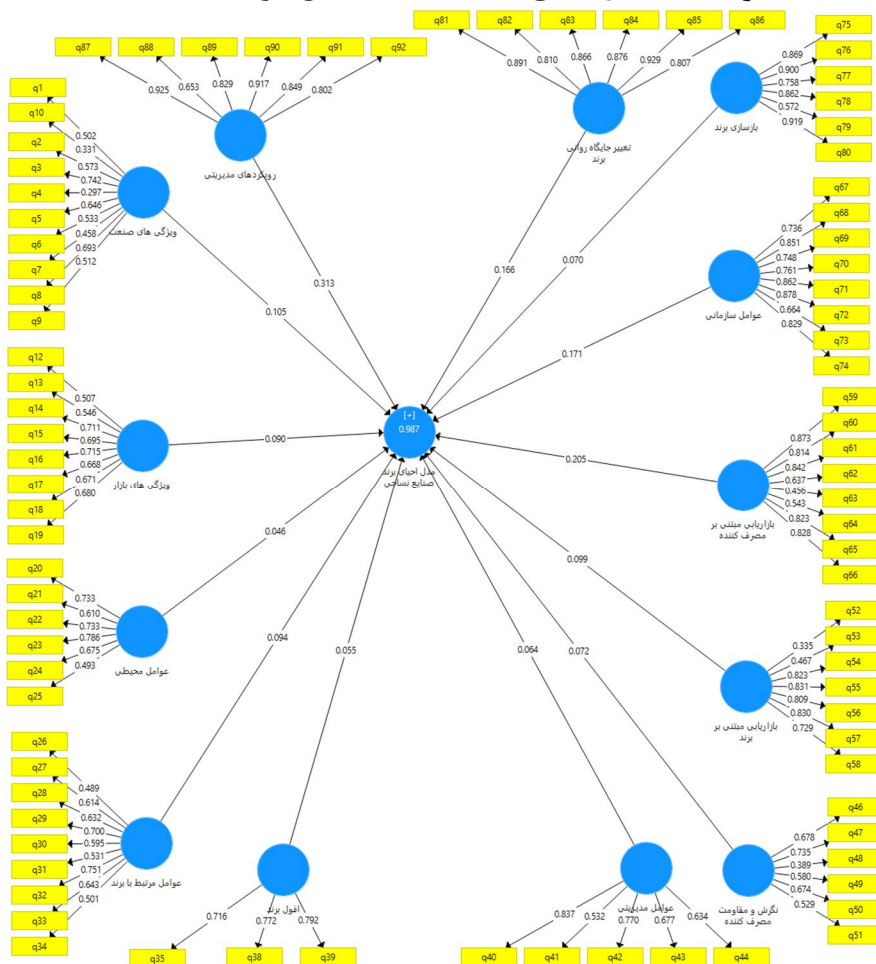 q81
q82
q83
q84
q85
q86
0.891
0.810
0.866
0.876
0.929
0.807
تغییر جایگاه روانی
برند
q87
q88
q89
q90
q91
q92
0.925
0.653
0.829
0.917
0.849
0.802
رویکردهای مدیریتی
q75
q76
q77
q78
q79
q80
0.869
0.900
0.758
0.862
0.572
0.919
بازسازی برند
q1
q10
q2
q3
q4
q5
q6
q7
q8
q9
0.502
0.331
0.573
0.742
0.297
0.646
0.533
0.458
0.693
0.512
ویژگی های صنعت
q67
q68
q69
q70
q71
q72
q73
q74
0.736
0.851
0.748
0.761
0.862
0.878
0.664
0.829
عوامل سازمانی
0.313
0.166
0.070
0.105
0.171
q12
q13
q14
q15
q16
q17
q18
q19
0.507
0.546
0.711
0.695
0.715
0.668
0.671
0.680
ویژگی های بازار
0.090
[+]
0.987
مدل احیای برند
صنایع نساجی
0.205
q59
q60
q61
q62
q63
q64
q65
q66
0.873
0.814
0.842
0.637
0.456
0.543
0.823
0.828
بازاریابی مبتنی بر
مصرف کننده
0.046
0.099
q20
q21
q22
q23
q24
q25
0.733
0.610
0.733
0.786
0.675
0.493
عوامل محیطی
0.094
0.055
0.064
0.072
q52
q53
q54
q55
q56
q57
q58
0.335
0.467
0.823
0.831
0.809
0.830
0.729
بازاریابی مبتنی بر
برند
q26
q27
q28
q29
q30
q31
q32
q33
q34
0.489
0.614
0.632
0.700
0.595
0.531
0.751
0.643
0.501
عوامل مرتبط با برند
افول برند
0.716
0.772
0.792
q35
q38
q39
عوامل مدیریتی
0.837
0.532
0.770
0.677
0.634
q40
q41
q42
q43
q44
q46
q47
q48
q49
q50
q51
0.678
0.735
0.389
0.580
0.674
0.529
نگرش و مقاومت
مصرف کننده